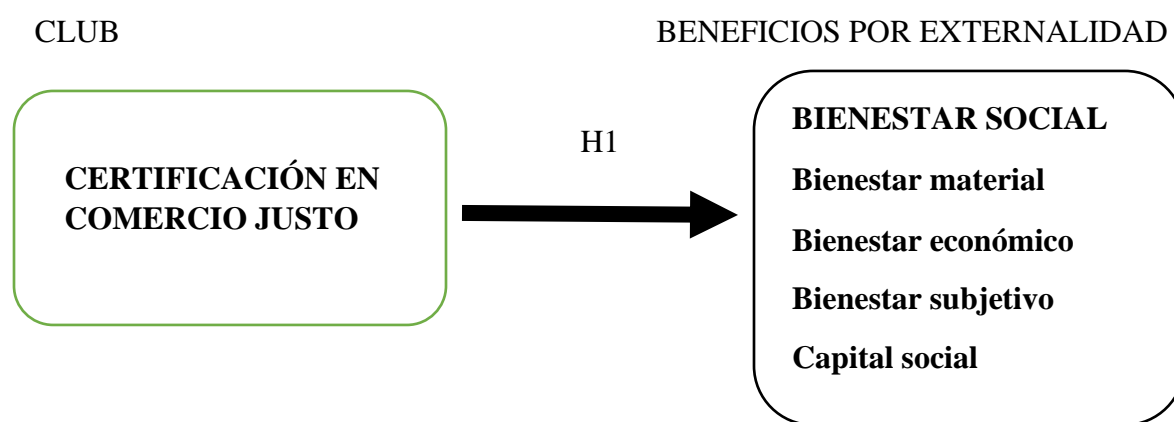 CLUB
BENEFICIOS POR EXTERNALIDAD
CERTIFICACIÓN EN
COMERCIO JUSTO
H1
BIENESTAR SOCIAL
Bienestar material
Bienestar económico
Bienestar subjetivo
Capital social